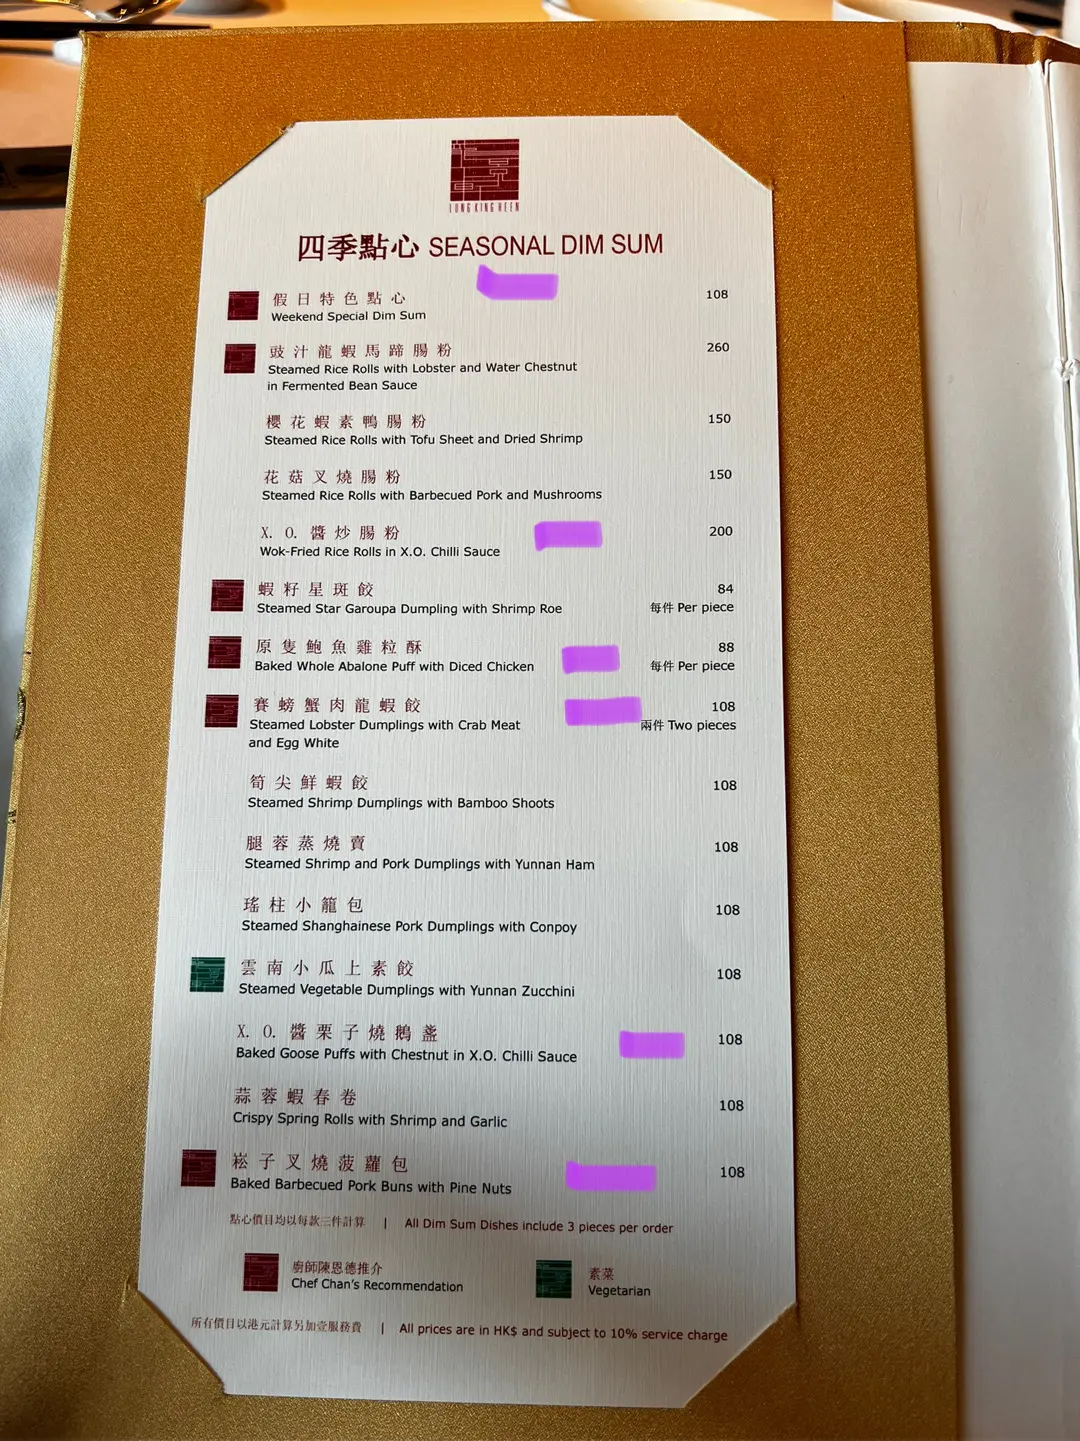 龍景軒
LUNG KING HEEN
四季點心 SEASONAL DIM SUM
假日特色點心 108
Weekend Special Dim Sum
豉汁龍蝦馬蹄腸粉 260
Steamed Rice Rolls with Lobster and Water Chestnut
in Fermented Bean Sauce
櫻花蝦素鴨腸粉 150
Steamed Rice Rolls with Tofu Sheet and Dried Shrimp
花菇叉燒腸粉 150
Steamed Rice Rolls with Barbecued Pork and Mushrooms
X.O.醬炒腸粉 200
Wok-Fried Rice Rolls in X.O. Chilli Sauce
蝦籽星斑餃 84
Steamed Star Garoupa Dumpling with Shrimp Roe 每件 Per piece
原隻鮑魚雞粒酥 88
Baked Whole Abalone Puff with Diced Chicken 每件 Per piece
賽螃蟹肉龍蝦餃 108
Steamed Lobster Dumplings with Crab Meat 兩件 Two pieces
and Egg White
筍尖鮮蝦餃 108
Steamed Shrimp Dumplings with Bamboo Shoots
腿蓉蒸燒賣 108
Steamed Shrimp and Pork Dumplings with Yunnan Ham
瑤柱小籠包 108
Steamed Shanghainese Pork Dumplings with Conpoy
雲南小瓜上素餃 108
Steamed Vegetable Dumplings with Yunnan Zucchini
X.O.醬栗子燒鵝盞 108
Baked Goose Puffs with Chestnut in X.O. Chilli Sauce
蒜蓉蝦春卷 108
Crispy Spring Rolls with Shrimp and Garlic
崧子叉燒菠蘿包 108
Baked Barbecued Pork Buns with Pine Nuts
點心價目均以每款三件計算 | All Dim Sum Dishes include 3 pieces per order
廚師陳恩德推介
Chef Chan's Recommendation
素菜
Vegetarian
所有價目以港元計算另加壹服務費 | All prices are in HK$ and subject to 10% service charge